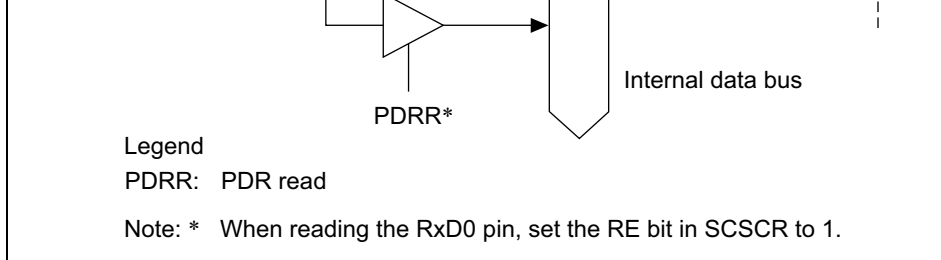 Internal data bus
PDRR*
Legend
PDRR: PDR read
Note: * When reading the RxD0 pin, set the RE bit in SCSCR to 1.